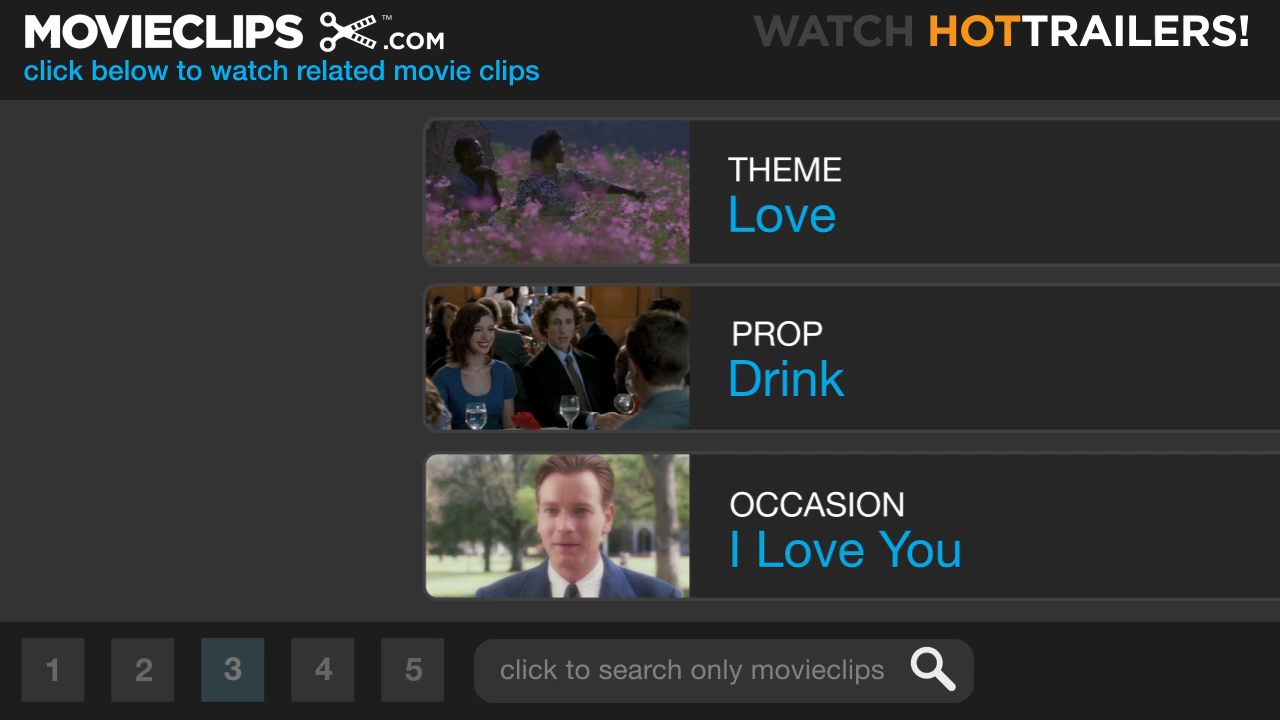 MOVIECLIPS ™ .COM
WATCH HOTTRAILERS!
click below to watch related movie clips
THEME
Love
PROP
Drink
OCCASION
I Love You
1 2 3 4 5
click to search only movieclips